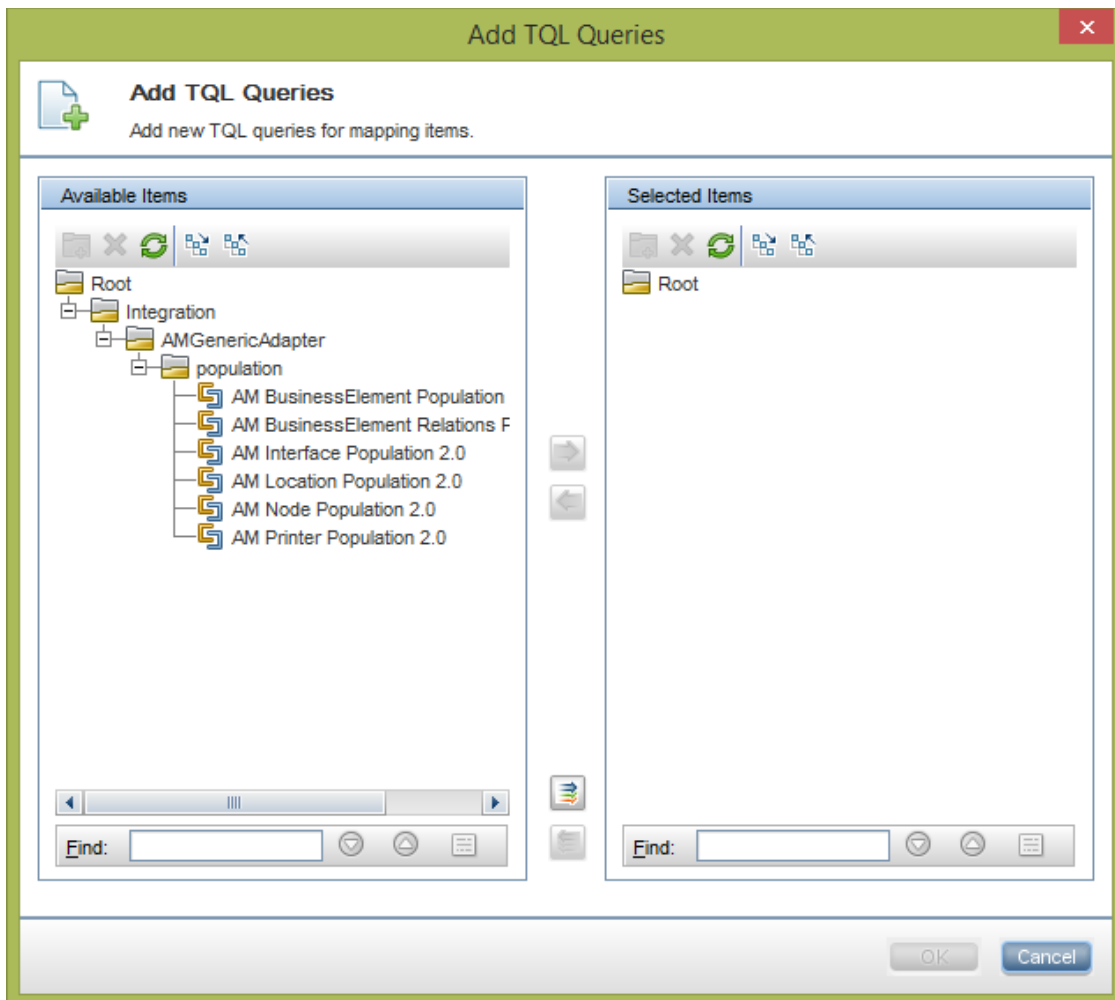 Add TQL Queries
Add TQL Queries
Add new TQL queries for mapping items.
Available Items
Root
Integration
AMGenericAdapter
population
AM BusinessElement Population
AM BusinessElement Relations F
AM Interface Population 2.0
AM Location Population 2.0
AM Node Population 2.0
AM Printer Population 2.0
Find:
Selected Items
Root
Find:
OK
Cancel